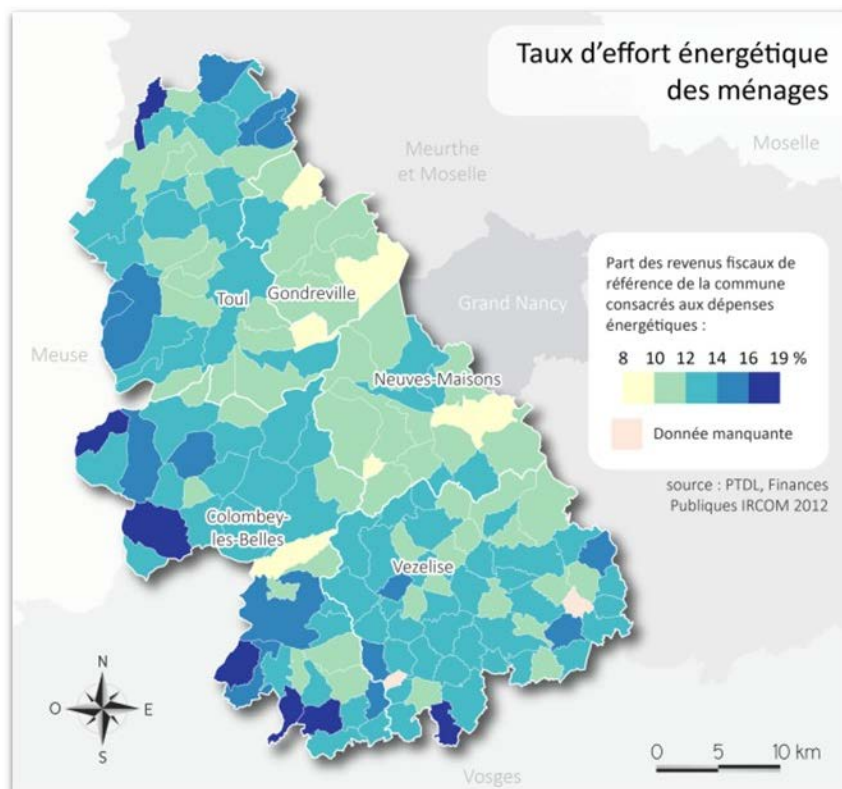 Taux d’effort énergétique
des ménages
Moselle
Meurthe
et Moselle
Part des revenus fiscaux de
référence de la commune
consacrés aux dépenses
énergétiques :
8 10 12 14 16 19 %
Donnée manquante
source : PTDL, Finances
Publiques IRCOM 2012
Grand Nancy
Toul
Gondreville
Meuse
Neuves-Maisons
Colombey-
les-Belles
Vezelise
N
O E
S
Vosges
0 5 10 km